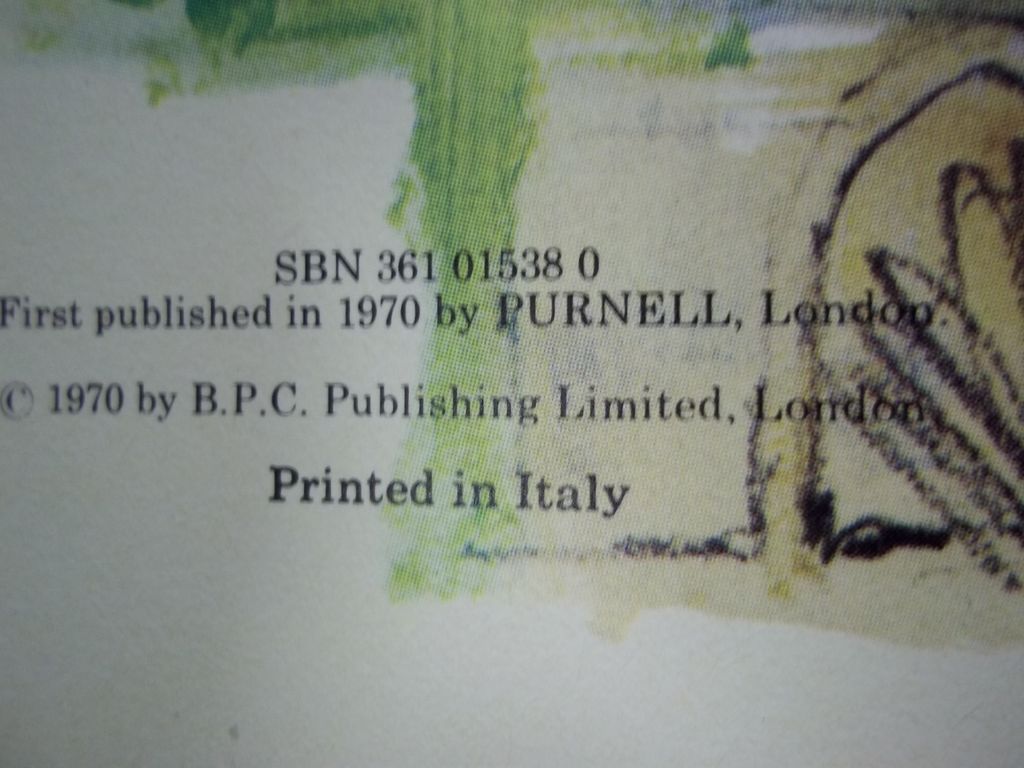 SBN 361 01538 0
First published in 1970 by PURNELL, London.
© 1970 by B.P.C. Publishing Limited, London.
Printed in Italy